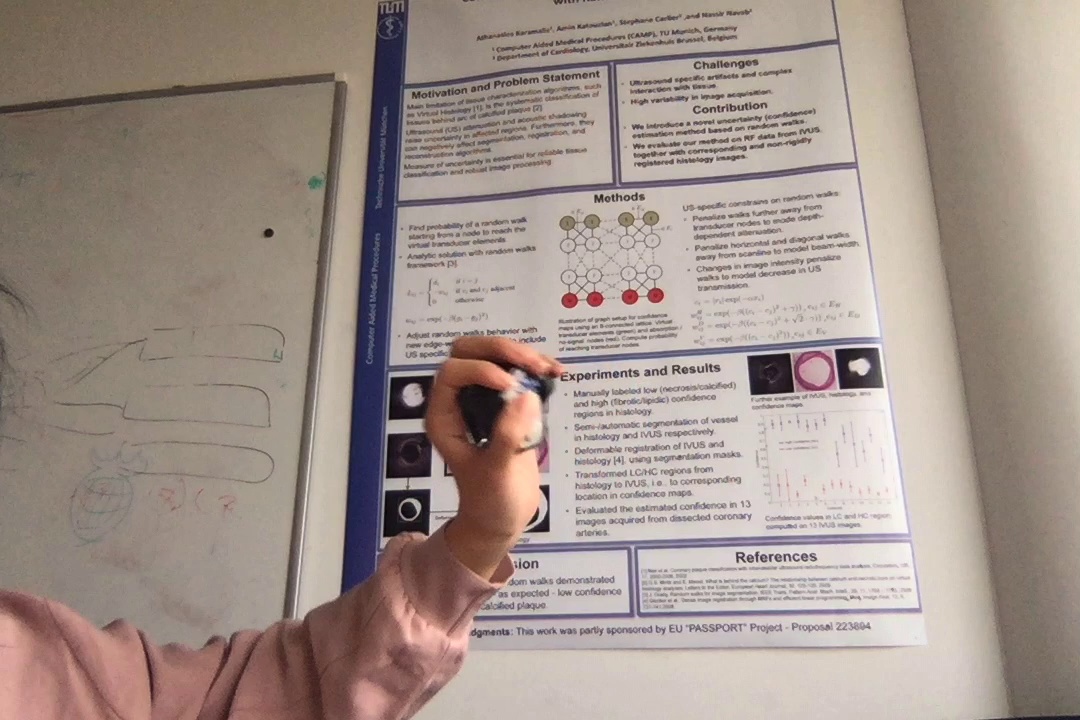 TUM
Technische Universität München
Computer Aided Medical Procedures
Athanasios Karamalis¹, Amin Katouzian¹, Stephane Carlier², and Nassir Navab¹
¹ Computer Aided Medical Procedures (CAMP), TU Munich, Germany
² Department of Cardiology, Universitair Ziekenhuis Brussel, Belgium
Motivation and Problem Statement
Main limitation of tissue characterization algorithms, such
as Virtual Histology [1], is the systematic classification of
tissues behind arc of calcified plaque [2].
Ultrasound (US) attenuation and acoustic shadowing
raise uncertainty in affected regions. Furthermore, they
can negatively affect segmentation, registration, and
reconstruction algorithms.
Measure of uncertainty is essential for reliable tissue
classification and robust image processing.
Challenges
• Ultrasound specific artifacts and complex
interaction with tissue.
• High variability in image acquisition.
Contribution
• We introduce a novel uncertainty (confidence)
estimation method based on random walks.
• We evaluate our method on RF data from IVUS,
together with corresponding and non-rigidly
registered histology images.
Methods
• Find probability of a random walk
starting from a node to reach the
virtual transducer elements
• Analytic solution with random walks
framework [3].
• Adjust random walks behavior with
new edge- include
US specific
Illustration of graph setup for confidence
maps using an 8-connected lattice. Virtual
transducer elements (green) and absorption /
no-signal nodes (red). Compute probability
of reaching transducer nodes.
US-specific constrains on random walks:
• Penalize walks further away from
transducer nodes to model depth-
dependent attenuation.
• Penalize horizontal and diagonal walks
away from scanline to model beam-width.
• Changes in image intensity penalize
walks to model decrease in US
transmission.
Experiments and Results
• Manually labeled low (necrosis/calcified)
and high (fibrotic/lipidic) confidence
regions in histology.
• Semi-/automatic segmentation of vessel
in histology and IVUS respectively.
• Deformable registration of IVUS and
histology [4], using segmentation masks.
• Transformed LC/HC regions from
histology to IVUS, i.e.. to corresponding
location in confidence maps.
• Evaluated the estimated confidence in 13
images acquired from dissected coronary
arteries.
Further example of IVUS, histology, and
confidence maps.
Confidence values in LC and HC region
computed on 13 IVUS images.
sion
dom walks demonstrated
as expected - low confidence
calcified plaque.
References
dgments: This work was partly sponsored by EU "PASSPORT" Project - Proposal 223894